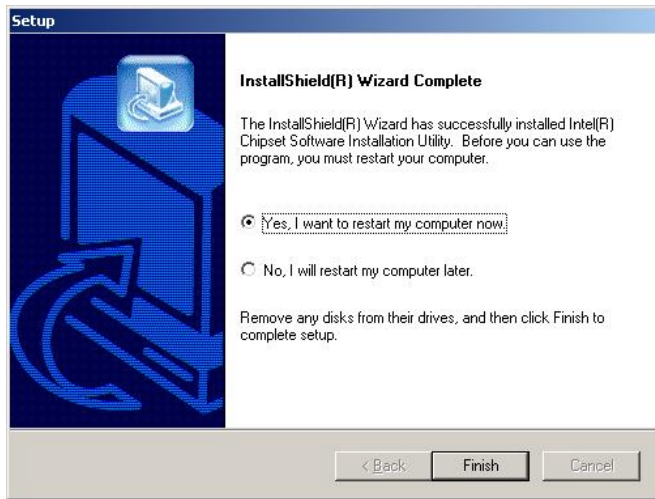 Setup
InstallShield(R) Wizard Complete
The InstallShield(R) Wizard has successfully installed Intel(R)
Chipset Software Installation Utility. Before you can use the
program, you must restart your computer.
Yes, I want to restart my computer now.
No, I will restart my computer later.
Remove any disks from their drives, and then click Finish to
complete setup.
< Back Finish Cancel